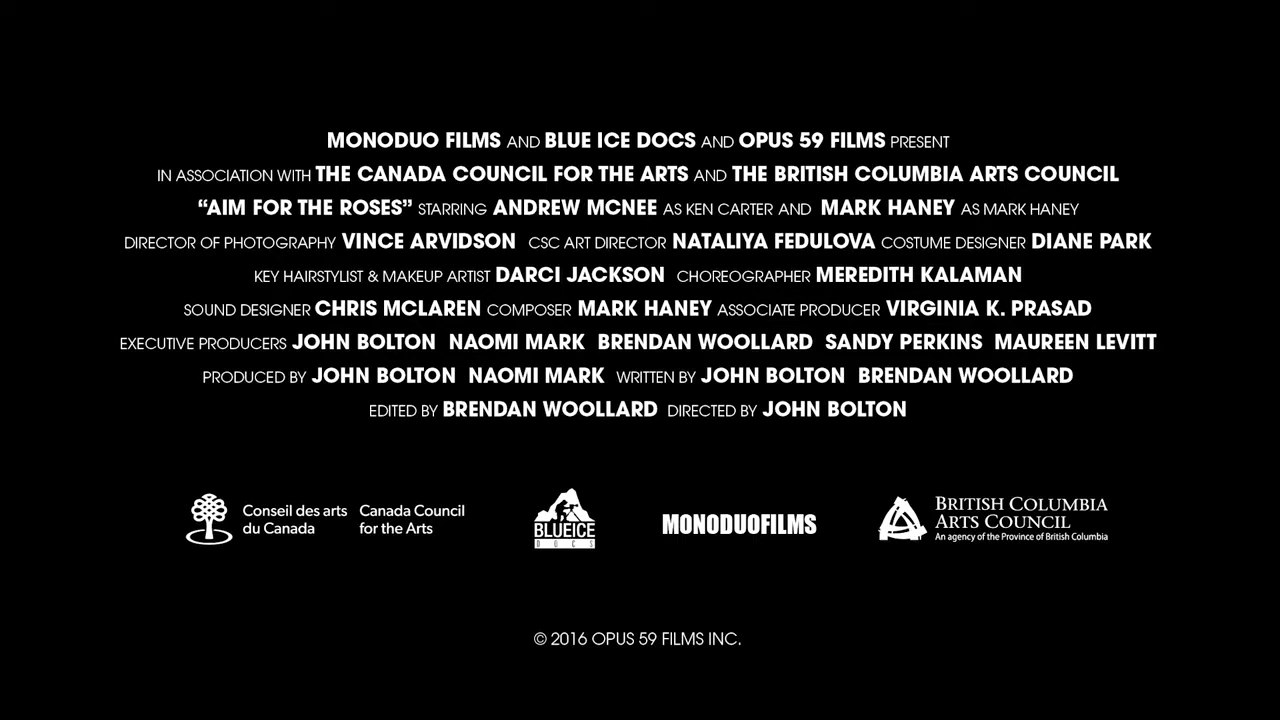 MONODUO FILMS AND BLUE ICE DOCS AND OPUS 59 FILMS PRESENT
IN ASSOCIATION WITH THE CANADA COUNCIL FOR THE ARTS AND THE BRITISH COLUMBIA ARTS COUNCIL
“AIM FOR THE ROSES” STARRING ANDREW MCNEE AS KEN CARTER AND MARK HANEY AS MARK HANEY
DIRECTOR OF PHOTOGRAPHY VINCE ARVIDSON CSC ART DIRECTOR NATALIYA FEDULOVA COSTUME DESIGNER DIANE PARK
KEY HAIRSTYLIST & MAKEUP ARTIST DARCI JACKSON CHOREOGRAPHER MEREDITH KALAMAN
SOUND DESIGNER CHRIS MCLAREN COMPOSER MARK HANEY ASSOCIATE PRODUCER VIRGINIA K. PRASAD
EXECUTIVE PRODUCERS JOHN BOLTON NAOMI MARK BRENDAN WOOLLARD SANDY PERKINS MAUREEN LEVITT
PRODUCED BY JOHN BOLTON NAOMI MARK WRITTEN BY JOHN BOLTON BRENDAN WOOLLARD
EDITED BY BRENDAN WOOLLARD DIRECTED BY JOHN BOLTON
Conseil des arts
du Canada
Canada Council
for the Arts
BLUEICE
DOCS
MONODUOFILMS
BRITISH COLUMBIA
ARTS COUNCIL
An agency of the Province of British Columbia
© 2016 OPUS 59 FILMS INC.